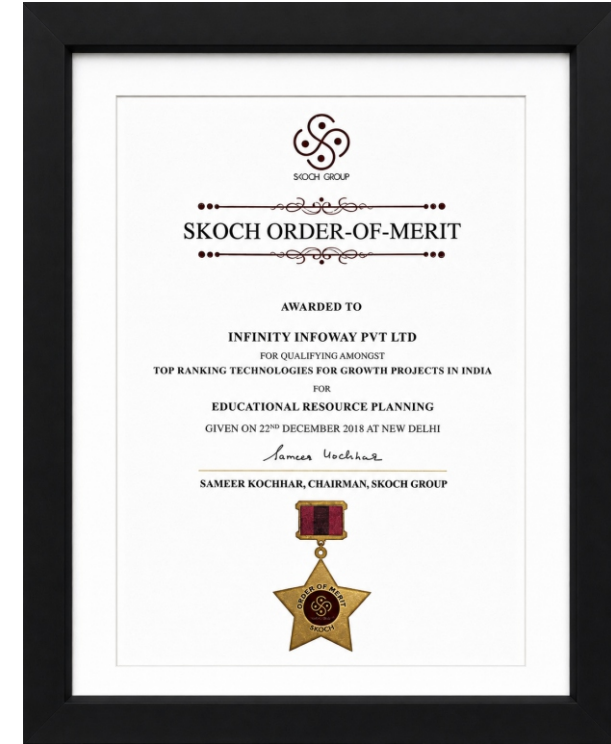 SKOCH GROUP
SKOCH ORDER-OF-MERIT
AWARDED TO
INFINITY INFOWAY PVT LTD
FOR QUALIFYING AMONGST
TOP RANKING TECHNOLOGIES FOR GROWTH PROJECTS IN INDIA
FOR
EDUCATIONAL RESOURCE PLANNING
GIVEN ON 22ND DECEMBER 2018 AT NEW DELHI
Sameer Kochhar
SAMEER KOCHHAR, CHAIRMAN, SKOCH GROUP
ORDER OF MERIT
SKOCH